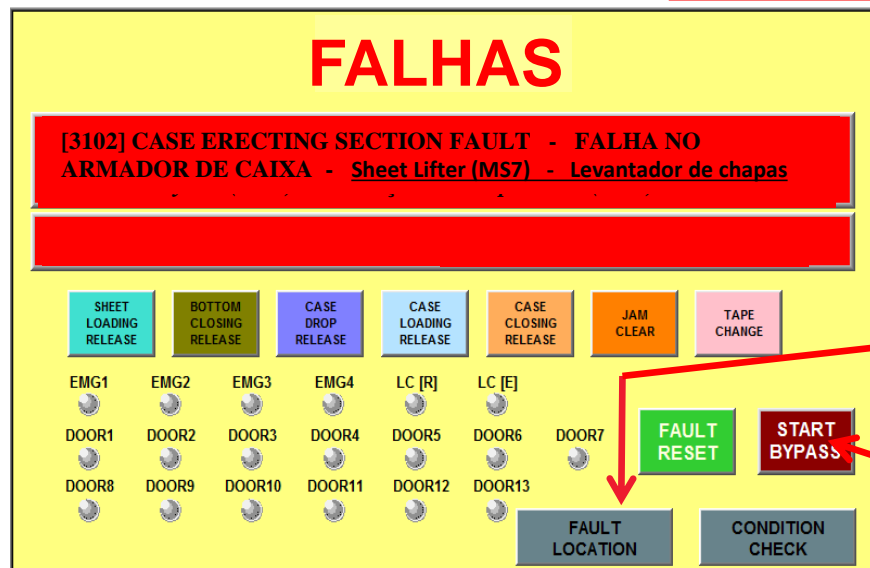 FALHAS
[3102] CASE ERECTING SECTION FAULT - FALHA NO
ARMADOR DE CAIXA - Sheet Lifter (MS7) - Levantador de chapas
SHEET LOADING RELEASE
BOTTOM CLOSING RELEASE
CASE DROP RELEASE
CASE LOADING RELEASE
CASE CLOSING RELEASE
JAM CLEAR
TAPE CHANGE
EMG1 EMG2 EMG3 EMG4 LC [R] LC [E]
DOOR1 DOOR2 DOOR3 DOOR4 DOOR5 DOOR6 DOOR7
FAULT RESET
START BYPASS
DOOR8 DOOR9 DOOR10 DOOR11 DOOR12 DOOR13
FAULT LOCATION
CONDITION CHECK